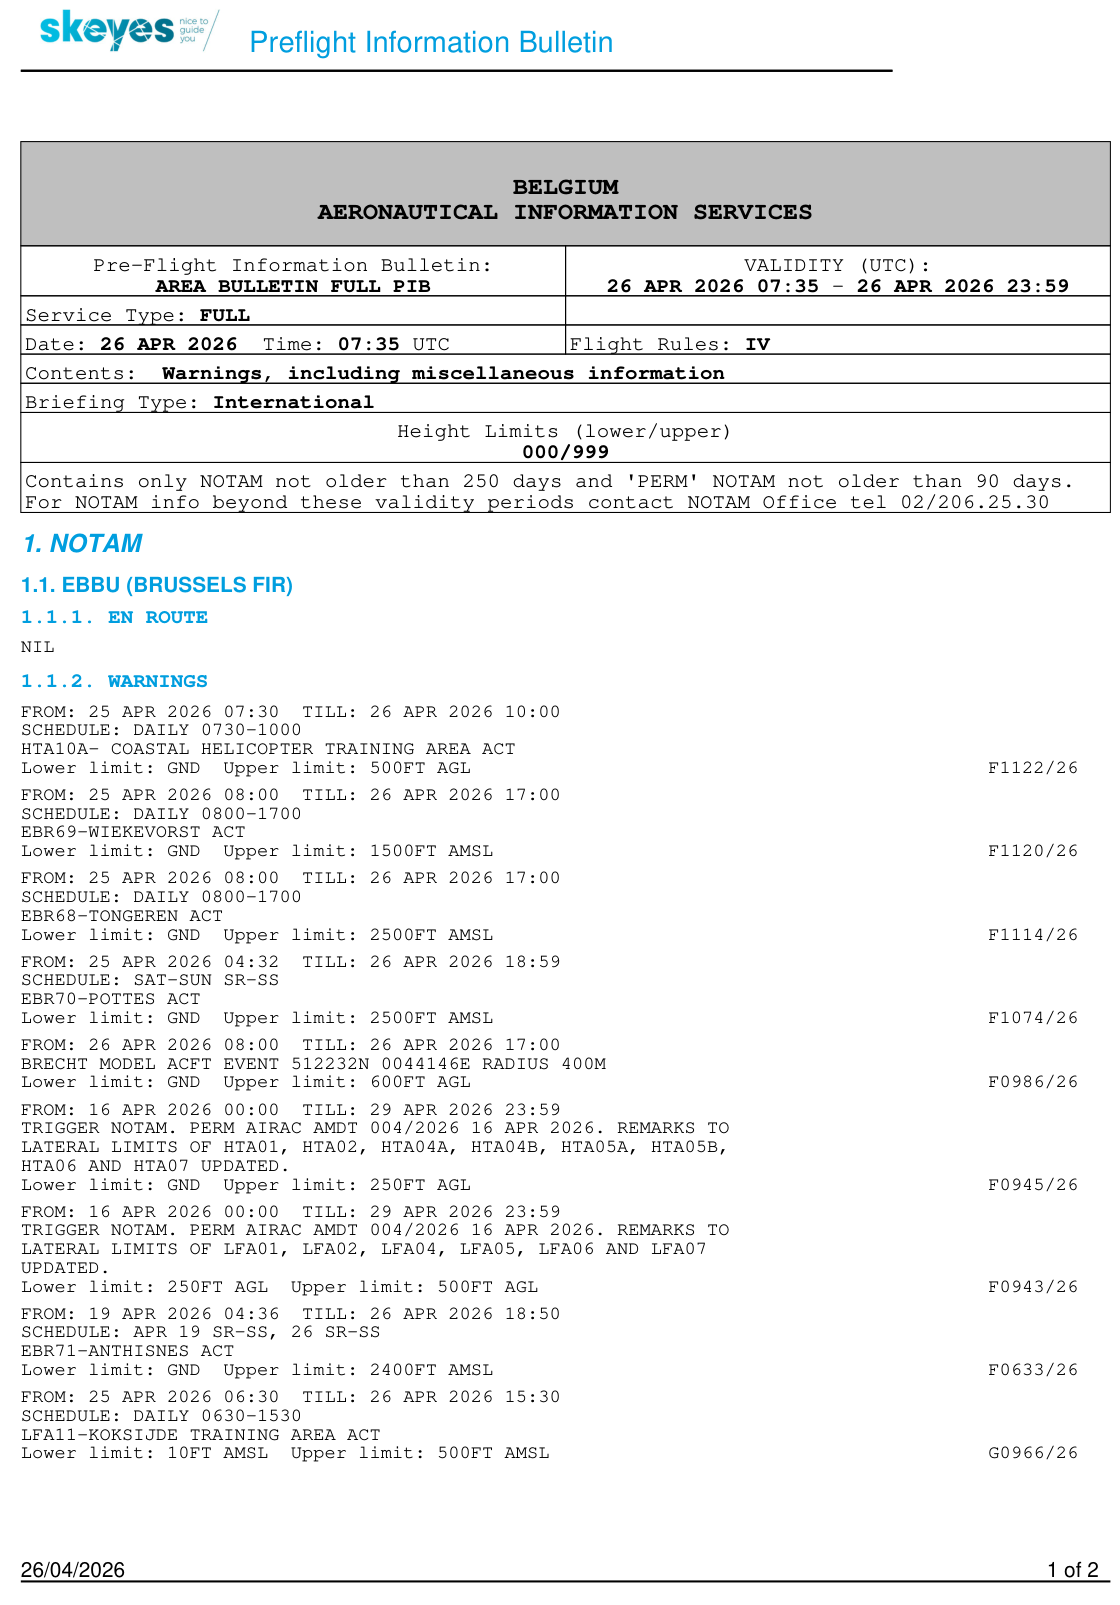 skeyes nice to guide you
Preflight Information Bulletin
BELGIUM
AERONAUTICAL INFORMATION SERVICES
Pre-Flight Information Bulletin:
AREA BULLETIN FULL PIB
VALIDITY (UTC):
26 APR 2026 07:35 - 26 APR 2026 23:59
Service Type: FULL
Date: 26 APR 2026 Time: 07:35 UTC
Flight Rules: IV
Contents: Warnings, including miscellaneous information
Briefing Type: International
Height Limits (lower/upper)
000/999
Contains only NOTAM not older than 250 days and 'PERM' NOTAM not older than 90 days.
For NOTAM info beyond these validity periods contact NOTAM Office tel 02/206.25.30
1. NOTAM
1.1. EBBU (BRUSSELS FIR)
1.1.1. EN ROUTE
NIL
1.1.2. WARNINGS
FROM: 25 APR 2026 07:30 TILL: 26 APR 2026 10:00
SCHEDULE: DAILY 0730-1000
HTA10A- COASTAL HELICOPTER TRAINING AREA ACT
Lower limit: GND Upper limit: 500FT AGL F1122/26
FROM: 25 APR 2026 08:00 TILL: 26 APR 2026 17:00
SCHEDULE: DAILY 0800-1700
EBR69-WIEKEVORST ACT
Lower limit: GND Upper limit: 1500FT AMSL F1120/26
FROM: 25 APR 2026 08:00 TILL: 26 APR 2026 17:00
SCHEDULE: DAILY 0800-1700
EBR68-TONGEREN ACT
Lower limit: GND Upper limit: 2500FT AMSL F1114/26
FROM: 25 APR 2026 04:32 TILL: 26 APR 2026 18:59
SCHEDULE: SAT-SUN SR-SS
EBR70-POTTES ACT
Lower limit: GND Upper limit: 2500FT AMSL F1074/26
FROM: 26 APR 2026 08:00 TILL: 26 APR 2026 17:00
BRECHT MODEL ACFT EVENT 512232N 0044146E RADIUS 400M
Lower limit: GND Upper limit: 600FT AGL F0986/26
FROM: 16 APR 2026 00:00 TILL: 29 APR 2026 23:59
TRIGGER NOTAM. PERM AIRAC AMDT 004/2026 16 APR 2026. REMARKS TO
LATERAL LIMITS OF HTA01, HTA02, HTA04A, HTA04B, HTA05A, HTA05B,
HTA06 AND HTA07 UPDATED.
Lower limit: GND Upper limit: 250FT AGL F0945/26
FROM: 16 APR 2026 00:00 TILL: 29 APR 2026 23:59
TRIGGER NOTAM. PERM AIRAC AMDT 004/2026 16 APR 2026. REMARKS TO
LATERAL LIMITS OF LFA01, LFA02, LFA04, LFA05, LFA06 AND LFA07
UPDATED.
Lower limit: 250FT AGL Upper limit: 500FT AGL F0943/26
FROM: 19 APR 2026 04:36 TILL: 26 APR 2026 18:50
SCHEDULE: APR 19 SR-SS, 26 SR-SS
EBR71-ANTHISNES ACT
Lower limit: GND Upper limit: 2400FT AMSL F0633/26
FROM: 25 APR 2026 06:30 TILL: 26 APR 2026 15:30
SCHEDULE: DAILY 0630-1530
LFA11-KOKSIJDE TRAINING AREA ACT
Lower limit: 10FT AMSL Upper limit: 500FT AMSL G0966/26
26/04/2026 1 of 2